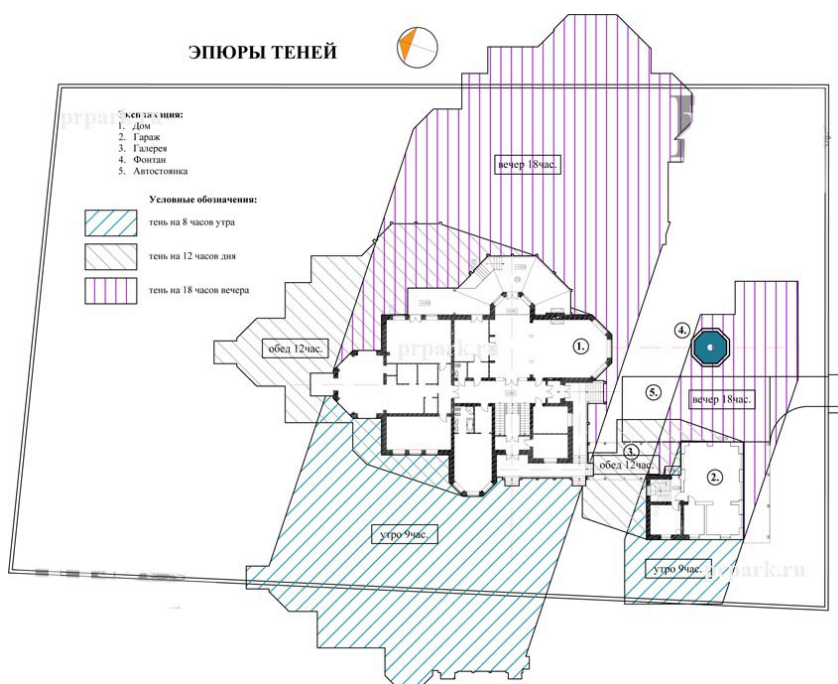 ЭПЮРЫ ТЕНЕЙ
Экспликация:
1. Дом
2. Гараж
3. Галерея
4. Фонтан
5. Автостоянка
Условные обозначения:
тень на 8 часов утра
тень на 12 часов дня
тень на 18 часов вечера
вечер 18час.
обед 12час.
prpark.ru
1.
4.
5.
вечер 18час.
3.
обед 12час.
2.
утро 9час.
утро 9час.
prpark.ru